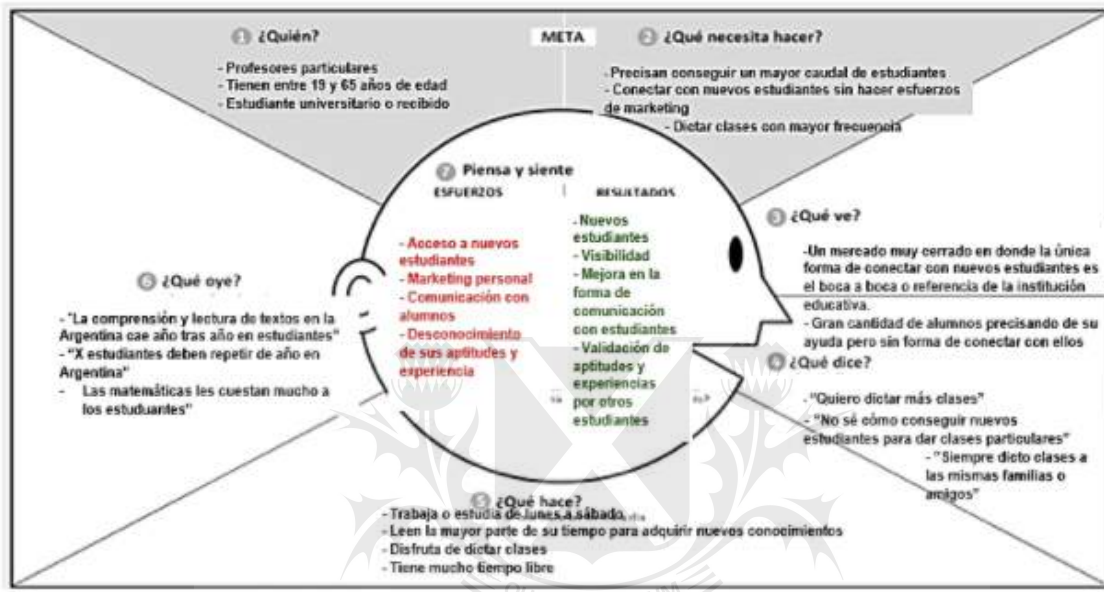 1 ¿Quién?
- Profesores particulares
- Tienen entre 19 y 65 años de edad
- Estudiante universitario o recibido
META
2 ¿Qué necesita hacer?
- Precisan conseguir un mayor caudal de estudiantes
- Conectar con nuevos estudiantes sin hacer esfuerzos
de marketing
- Dictar clases con mayor frecuencia
7 Piensa y siente
ESFUERZOS
- Acceso a nuevos
estudiantes
- Marketing personal
- Comunicación con
alumnos
- Desconocimiento
de sus aptitudes y
experiencia
RESULTADOS
- Nuevos
estudiantes
- Visibilidad
- Mejora en la
forma de
comunicación
con estudiantes
- Validación de
aptitudes y
experiencias
por otros
estudiantes
3 ¿Qué ve?
-Un mercado muy cerrado en donde la única
forma de conectar con nuevos estudiantes es
el boca a boca o referencia de la institución
educativa.
- Gran cantidad de alumnos precisando de su
ayuda pero sin forma de conectar con ellos
4 ¿Qué dice?
- "Quiero dictar más clases"
- "No sé cómo conseguir nuevos
estudiantes para dar clases particulares"
- "Siempre dicto clases a
las mismas familias o
amigos"
5 ¿Qué hace?
- Trabaja o estudia de lunes a sábado
- Leen la mayor parte de su tiempo para adquirir nuevos conocimientos
- Disfruta de dictar clases
- Tiene mucho tiempo libre
6 ¿Qué oye?
- "La comprensión y lectura de textos en la
Argentina cae año tras año en estudiantes"
- "X estudiantes deben repetir de año en
Argentina"
- Las matemáticas les cuestan mucho a
los estuduantes"